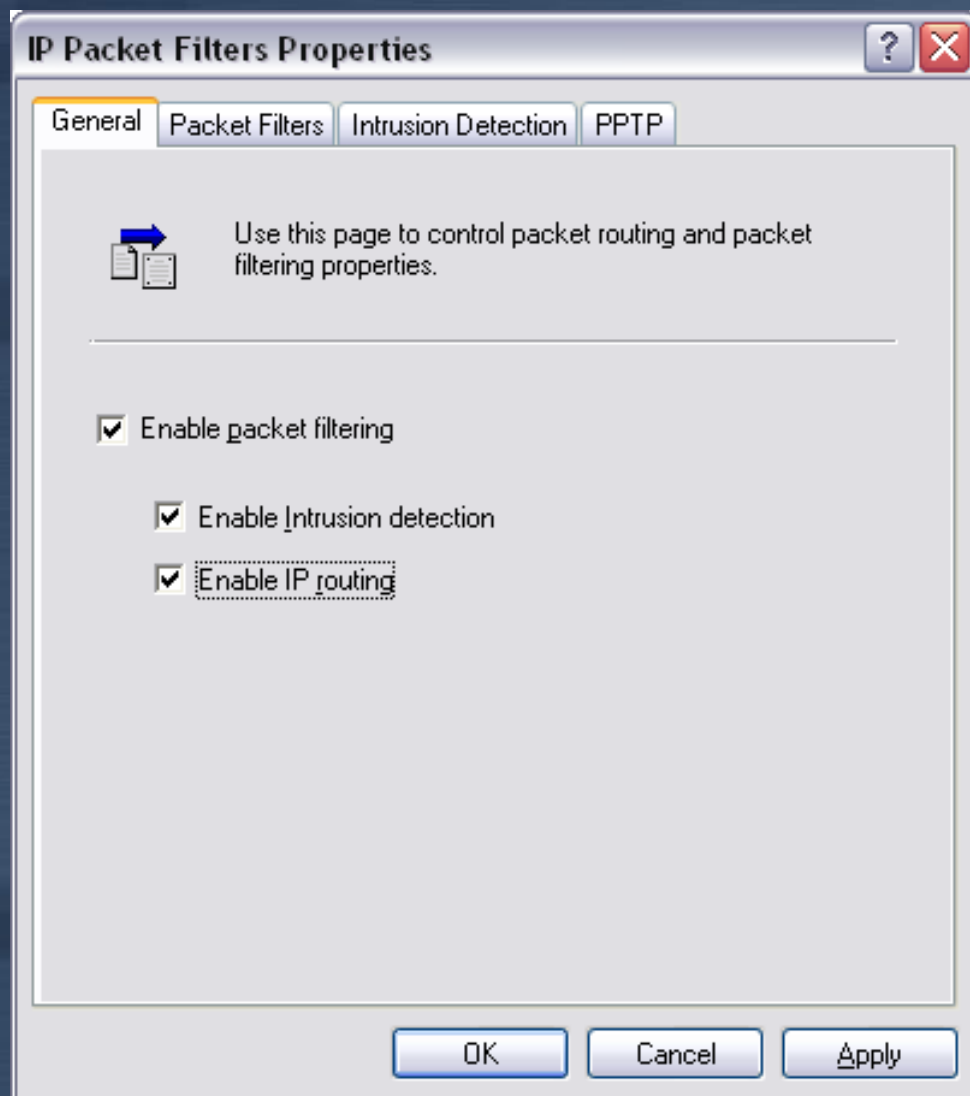 IP Packet Filters Properties
?
General Packet Filters Intrusion Detection PPTP
Use this page to control packet routing and packet
filtering properties.
Enable packet filtering
Enable Intrusion detection
Enable IP routing
OK Cancel Apply